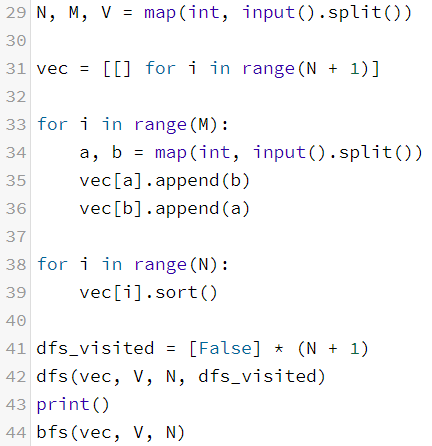 29 N, M, V = map(int, input().split())
30
31 vec = [[] for i in range(N + 1)]
32
33 for i in range(M):
34     a, b = map(int, input().split())
35     vec[a].append(b)
36     vec[b].append(a)
37
38 for i in range(N):
39     vec[i].sort()
40
41 dfs_visited = [False] * (N + 1)
42 dfs(vec, V, N, dfs_visited)
43 print()
44 bfs(vec, V, N)